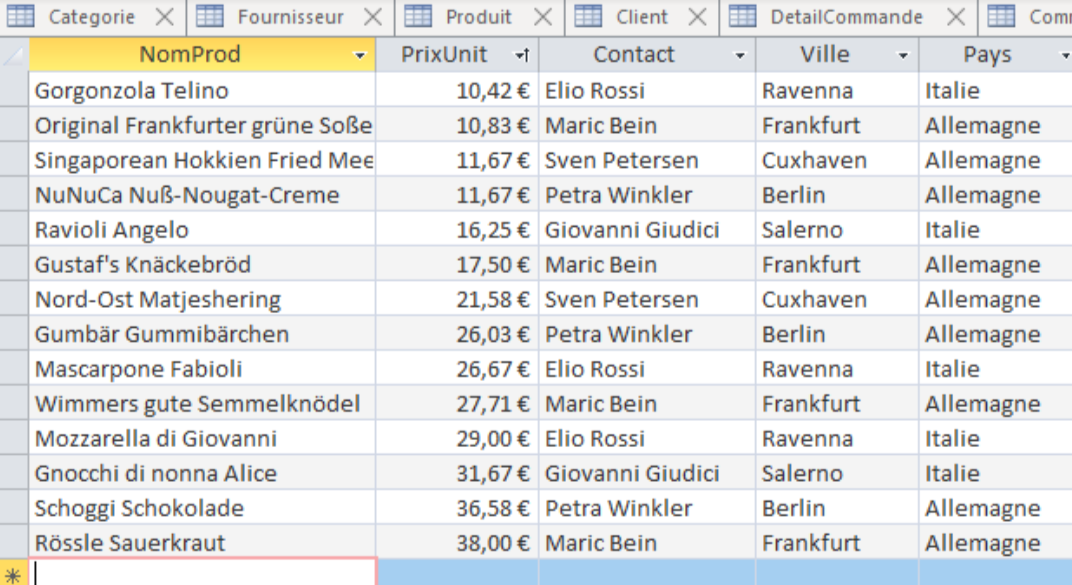 Categorie Fournisseur Produit Client DetailCommande Com
NomProd PrixUnit Contact Ville Pays
Gorgonzola Telino 10,42 € Elio Rossi Ravenna Italie
Original Frankfurter grüne Soße 10,83 € Maric Bein Frankfurt Allemagne
Singaporean Hokkien Fried Mee 11,67 € Sven Petersen Cuxhaven Allemagne
NuNuCa Nuß-Nougat-Creme 11,67 € Petra Winkler Berlin Allemagne
Ravioli Angelo 16,25 € Giovanni Giudici Salerno Italie
Gustaf's Knäckebröd 17,50 € Maric Bein Frankfurt Allemagne
Nord-Ost Matjeshering 21,58 € Sven Petersen Cuxhaven Allemagne
Gumbär Gummibärchen 26,03 € Petra Winkler Berlin Allemagne
Mascarpone Fabioli 26,67 € Elio Rossi Ravenna Italie
Wimmers gute Semmelknödel 27,71 € Maric Bein Frankfurt Allemagne
Mozzarella di Giovanni 29,00 € Elio Rossi Ravenna Italie
Gnocchi di nonna Alice 31,67 € Giovanni Giudici Salerno Italie
Schoggi Schokolade 36,58 € Petra Winkler Berlin Allemagne
Rössle Sauerkraut 38,00 € Maric Bein Frankfurt Allemagne